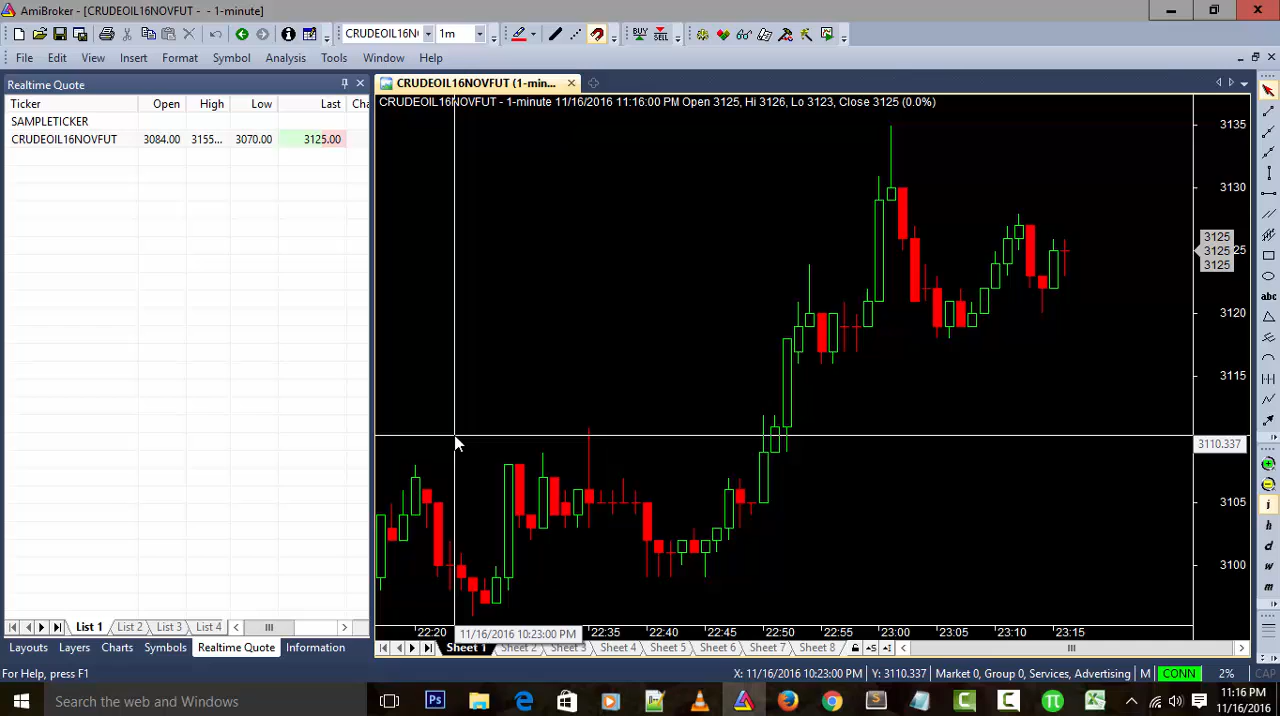 AmiBroker - [CRUDEOIL16NOVFUT - - 1-minute]
CRUDEOIL16N
1m
BUY SELL
File Edit View Insert Format Symbol Analysis Tools Window Help
Realtime Quote
CRUDEOIL16NOVFUT (1-min...
Ticker Open High Low Last Cha
SAMPLETICKER
CRUDEOIL16NOVFUT 3084.00 3155... 3070.00 3125.00
CRUDEOIL16NOVFUT - 1-minute 11/16/2016 11:16:00 PM Open 3125, Hi 3126, Lo 3123, Close 3125 (0.0%)
3135
3130
3125
3125
3125
3120
3115
3110.337
3105
3100
abc
i
h
d
w
m
22:20 11/16/2016 10:23:00 PM 22:35 22:40 22:45 22:50 22:55 23:00 23:05 23:10 23:15
List 1 List 2 List 3 List 4
Layouts Layers Charts Symbols Realtime Quote Information
Sheet 1 Sheet 2 Sheet 3 Sheet 4 Sheet 5 Sheet 6 Sheet 7 Sheet 8
For Help, press F1
X: 11/16/2016 10:23:00 PM Y: 3110.337 Market 0, Group 0, Services, Advertising M CONN 2% CAP
Search the web and Windows
11:16 PM
11/16/2016